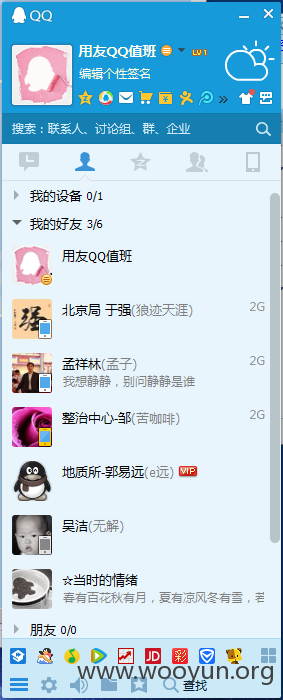 QQ
用友QQ值班
LV 1
编辑个性签名
搜索：联系人、讨论组、群、企业
我的设备 0/1
我的好友 3/6
用友QQ值班
北京局 于强(狼迹天涯) 2G
孟祥林(孟子) 2G
我想静静，别问静静是谁
整治中心-邹(苦咖啡) 2G
地质所-郭易远(e远) VIP
吴洁(无解)
☆当时的情绪
春有百花秋有月，夏有凉风冬有雪，若
朋友 0/0
JD 彩
查找
www.wooyun.org